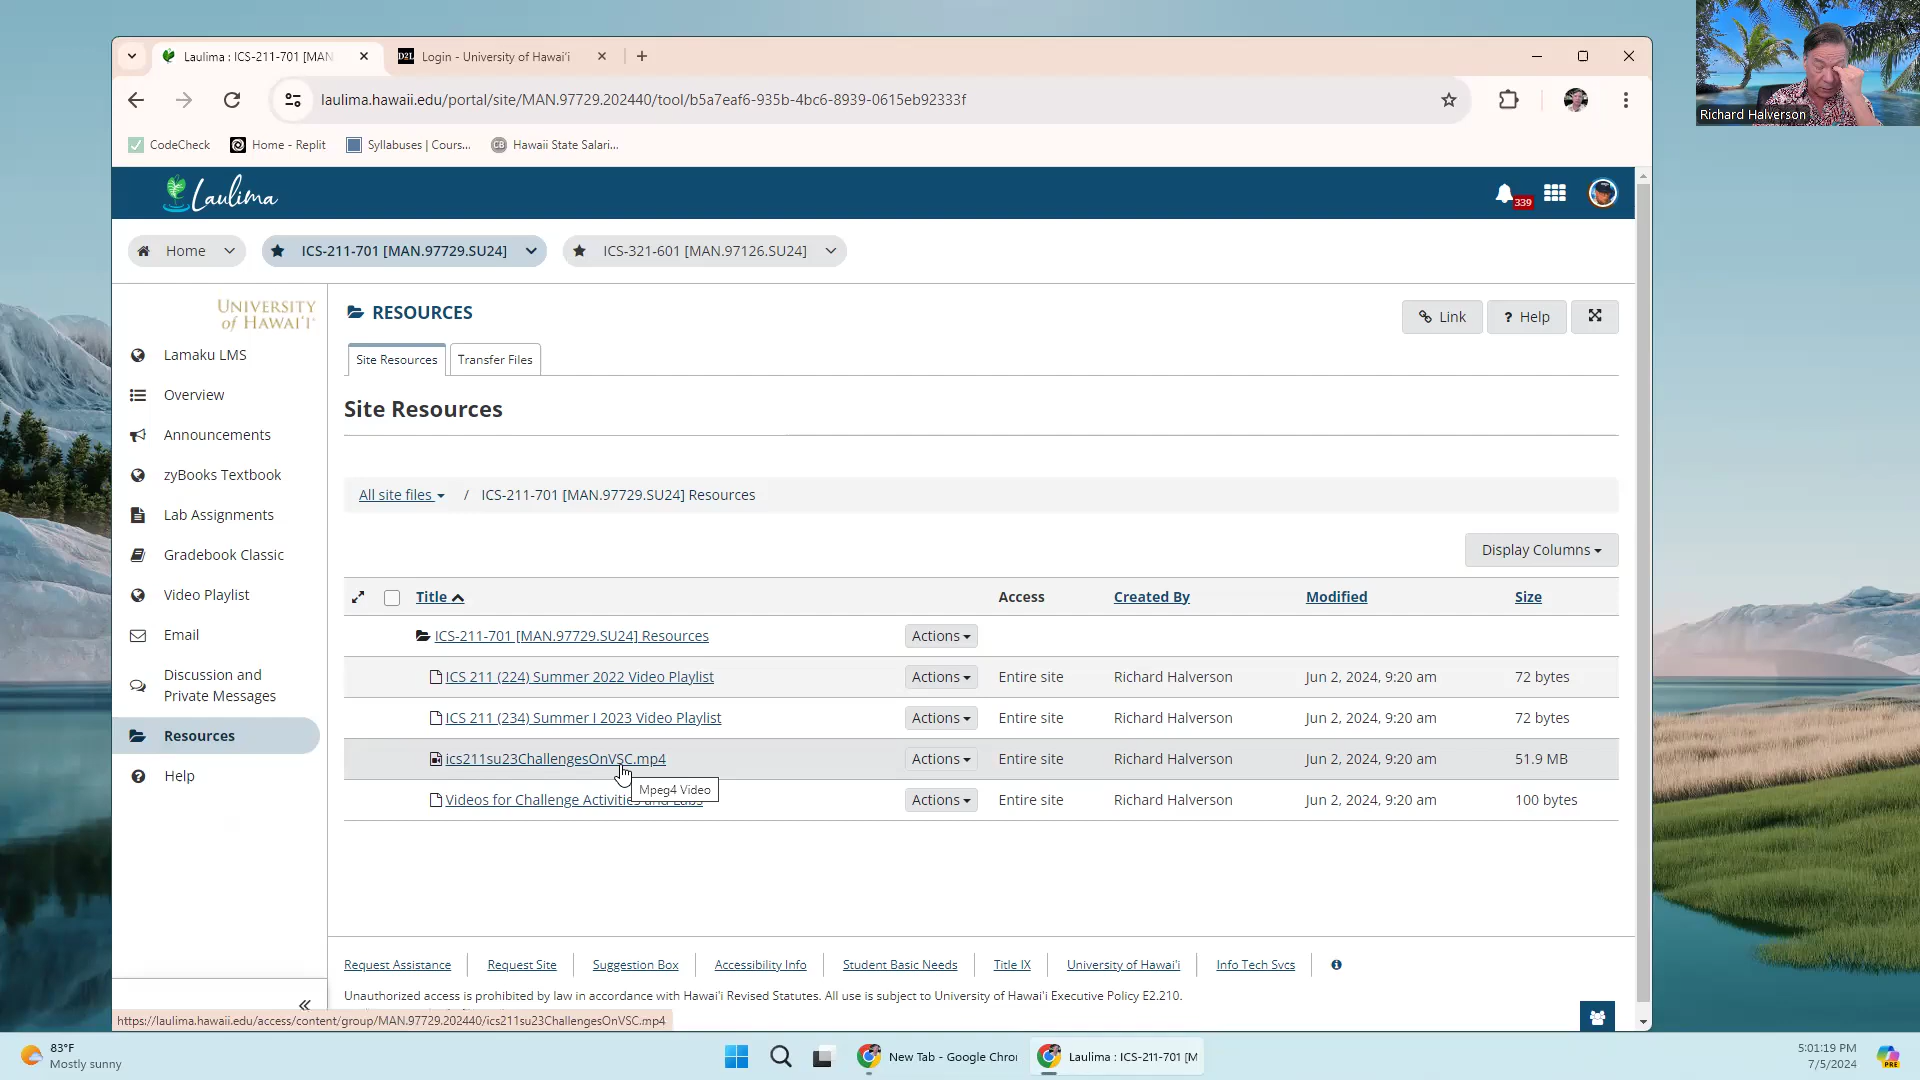 Laulima : ICS-211-701 [MAN
Login - University of Hawai'i
laulima.hawaii.edu/portal/site/MAN.97729.202440/tool/b5a7eaf6-935b-4bc6-8939-0615eb92333f
CodeCheck
Home - Replit
Syllabuses | Cours...
Hawaii State Salari...
Richard Halverson
Laulima
339
Home
ICS-211-701 [MAN.97729.SU24]
ICS-321-601 [MAN.97126.SU24]
UNIVERSITY
of HAWAI'I
Lamaku LMS
Overview
Announcements
zyBooks Textbook
Lab Assignments
Gradebook Classic
Video Playlist
Email
Discussion and
Private Messages
Resources
Help
RESOURCES
Link
? Help
Site Resources
Transfer Files
Site Resources
All site files / ICS-211-701 [MAN.97729.SU24] Resources
Display Columns
Title Access Created By Modified Size
ICS-211-701 [MAN.97729.SU24] Resources Actions
ICS 211 (224) Summer 2022 Video Playlist Actions Entire site Richard Halverson Jun 2, 2024, 9:20 am 72 bytes
ICS 211 (234) Summer I 2023 Video Playlist Actions Entire site Richard Halverson Jun 2, 2024, 9:20 am 72 bytes
ics211su23ChallengesOnVSC.mp4 Actions Entire site Richard Halverson Jun 2, 2024, 9:20 am 51.9 MB
Mpeg4 Video
Videos for Challenge Activities and Labs Actions Entire site Richard Halverson Jun 2, 2024, 9:20 am 100 bytes
Request Assistance
Request Site
Suggestion Box
Accessibility Info
Student Basic Needs
Title IX
University of Hawai'i
Info Tech Svcs
Unauthorized access is prohibited by law in accordance with Hawai'i Revised Statutes. All use is subject to University of Hawai'i Executive Policy E2.210.
https://laulima.hawaii.edu/access/content/group/MAN.97729.202440/ics211su23ChallengesOnVSC.mp4
83°F
Mostly sunny
New Tab - Google Chro
Laulima : ICS-211-701 [M
5:01:19 PM
7/5/2024
PRE